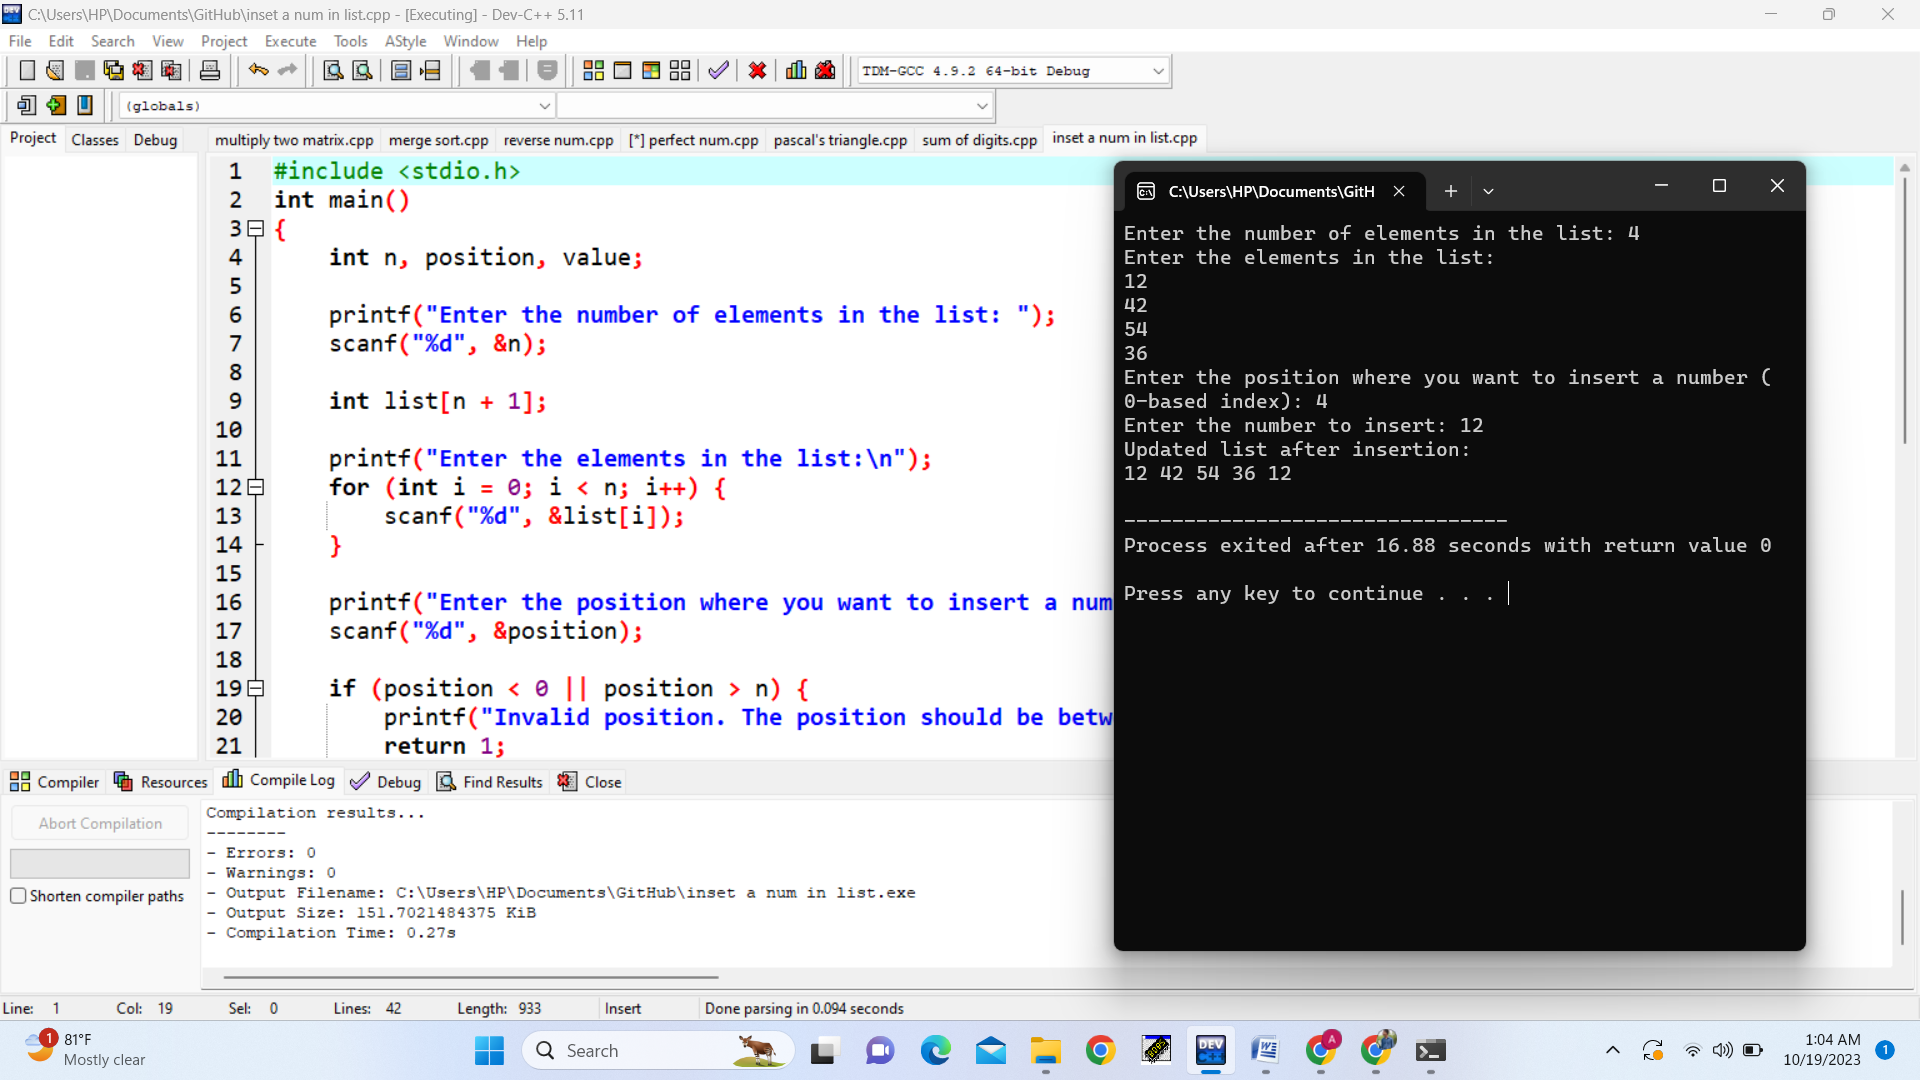 C:\Users\HP\Documents\GitHub\inset a num in list.cpp - [Executing] - Dev-C++ 5.11
File Edit Search View Project Execute Tools AStyle Window Help
TDM-GCC 4.9.2 64-bit Debug
(globals)
Project Classes Debug
multiply two matrix.cpp merge sort.cpp reverse num.cpp [*] perfect num.cpp pascal's triangle.cpp sum of digits.cpp inset a num in list.cpp
1 #include <stdio.h>
2 int main()
3 {
4 int n, position, value;
5
6 printf("Enter the number of elements in the list: ");
7 scanf("%d", &n);
8
9 int list[n + 1];
10
11 printf("Enter the elements in the list:\n");
12 for (int i = 0; i < n; i++) {
13 scanf("%d", &list[i]);
14 }
15
16 printf("Enter the position where you want to insert a num
17 scanf("%d", &position);
18
19 if (position < 0 || position > n) {
20 printf("Invalid position. The position should be betw
21 return 1;
C:\Users\HP\Documents\GitH
Enter the number of elements in the list: 4
Enter the elements in the list:
12
42
54
36
Enter the position where you want to insert a number (
0-based index): 4
Enter the number to insert: 12
Updated list after insertion:
12 42 54 36 12
--------------------------------
Process exited after 16.88 seconds with return value 0
Press any key to continue . . .
Compiler Resources Compile Log Debug Find Results Close
Abort Compilation
Shorten compiler paths
Compilation results...
--------
- Errors: 0
- Warnings: 0
- Output Filename: C:\Users\HP\Documents\GitHub\inset a num in list.exe
- Output Size: 151.7021484375 KiB
- Compilation Time: 0.27s
Line: 1 Col: 19 Sel: 0 Lines: 42 Length: 933 Insert Done parsing in 0.094 seconds
1
81°F
Mostly clear
Search
DEV
A
1:04 AM
10/19/2023
1